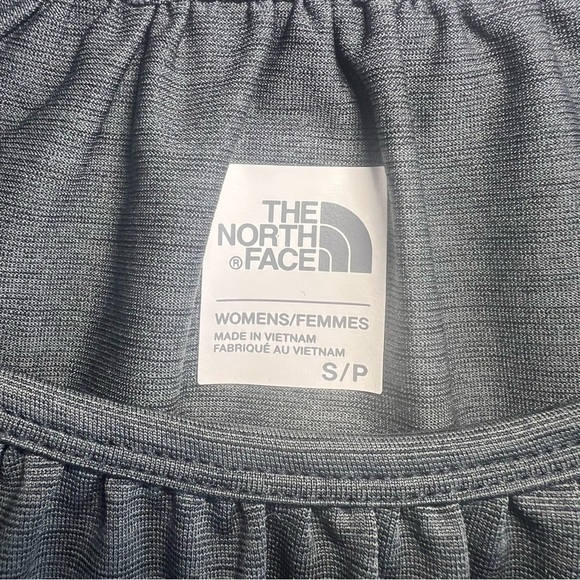 THE
NORTH
® FACE
WOMENS/FEMMES
MADE IN VIETNAM
FABRIQUÉ AU VIETNAM
S/P